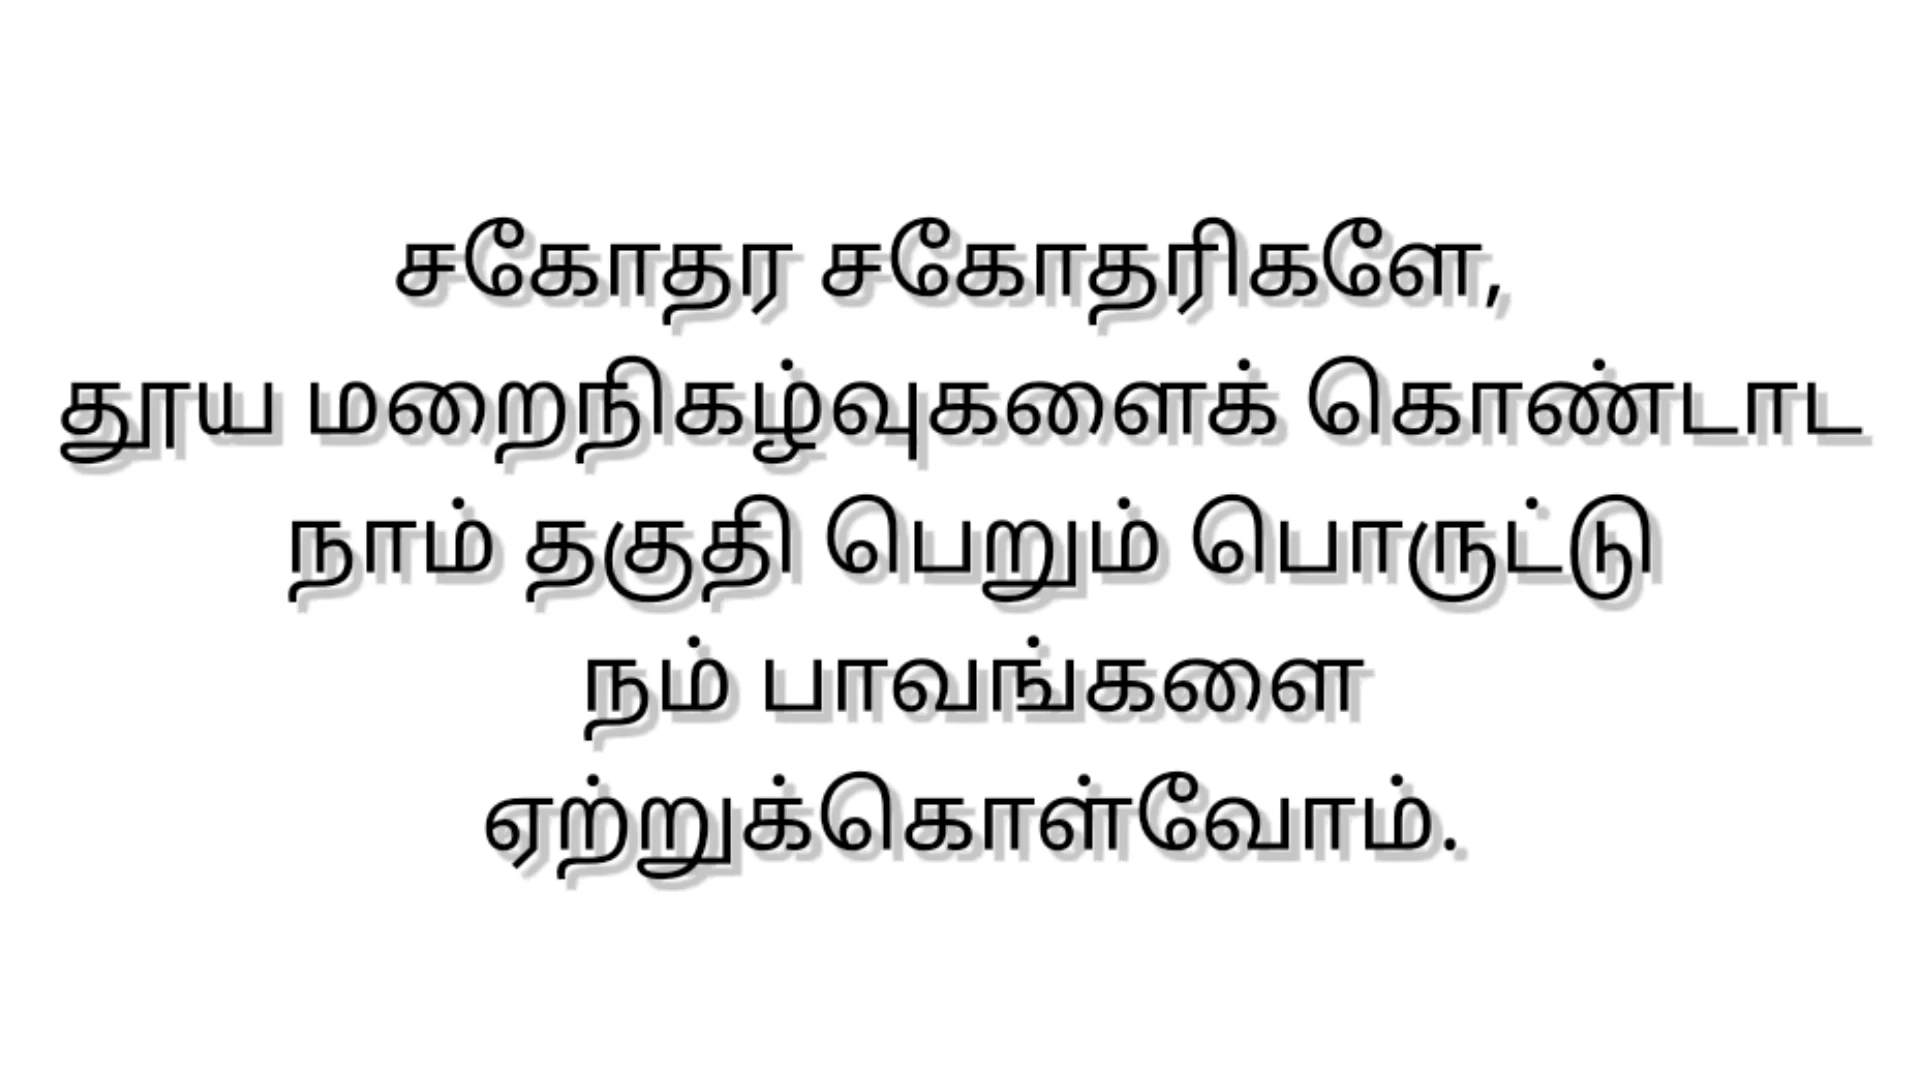 சகோதர சகோதரிகளே,
தூய மறைநிகழ்வுகளைக் கொண்டாட
நாம் தகுதி பெறும் பொருட்டு
நம் பாவங்களை
ஏற்றுக்கொள்வோம்.